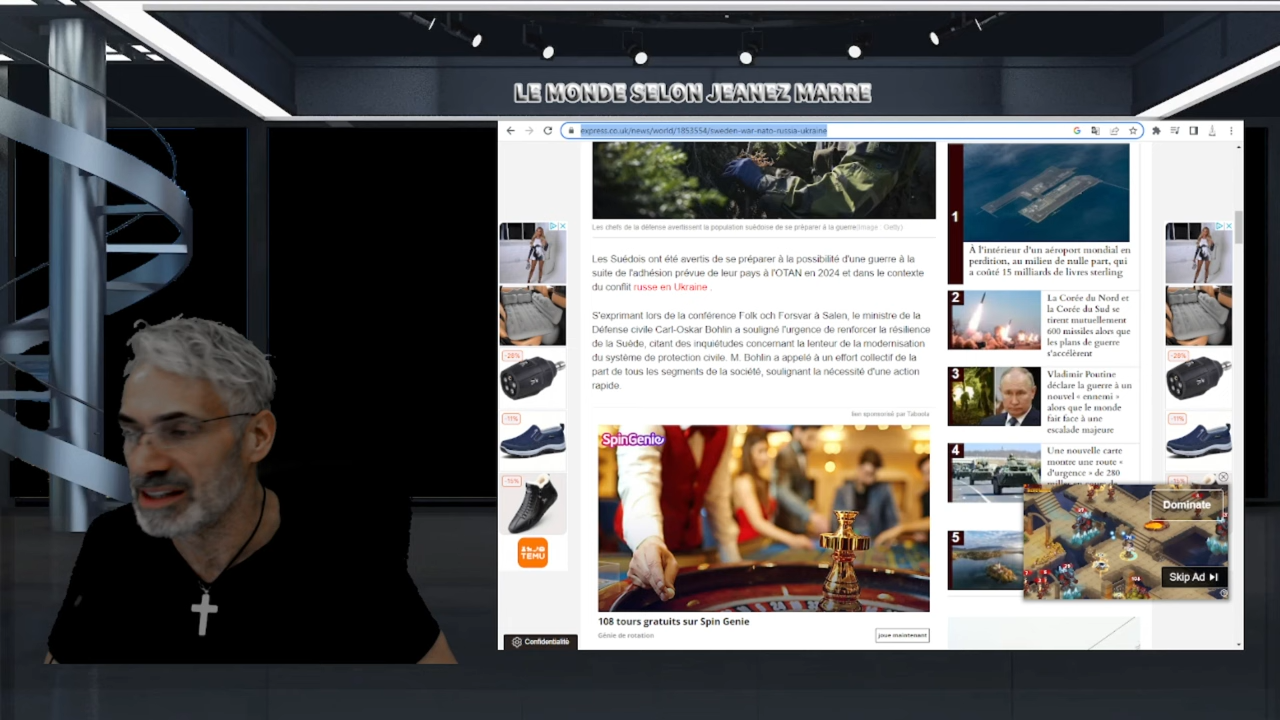 LE MONDE SELON JEANEZ MARRE
express.co.uk/news/world/1853554/sweden-war-nato-russia-ukraine
Les chefs de la défense avertissent la population suédoise de se préparer à la guerre(Image : Getty)
Les Suédois ont été avertis de se préparer à la possibilité d'une guerre à la
suite de l'adhésion prévue de leur pays à l'OTAN en 2024 et dans le contexte
du conflit russe en Ukraine .
S'exprimant lors de la conférence Folk och Forsvar à Salen, le ministre de la
Défense civile Carl-Oskar Bohlin a souligné l'urgence de renforcer la résilience
de la Suède, citant des inquiétudes concernant la lenteur de la modernisation
du système de protection civile. M. Bohlin a appelé à un effort collectif de la
part de tous les segments de la société, soulignant la nécessité d'une action
rapide.
lien sponsorisé par Taboola
SpinGenie
108 tours gratuits sur Spin Genie
Génie de rotation
joue maintenant
1
À l'intérieur d'un aéroport mondial en
perdition, au milieu de nulle part, qui
a coûté 15 milliards de livres sterling
2
La Corée du Nord et
la Corée du Sud se
tirent mutuellement
600 missiles alors que
les plans de guerre
s'accélèrent
3
Vladimir Poutine
déclare la guerre à un
nouvel « ennemi »
alors que le monde
fait face à une
escalade majeure
4
Une nouvelle carte
montre une route «
d'urgence » de 280
5
Dominate
Skip Ad
-28%
-11%
-15%
TEMU
Confidentialité
-28%
-11%